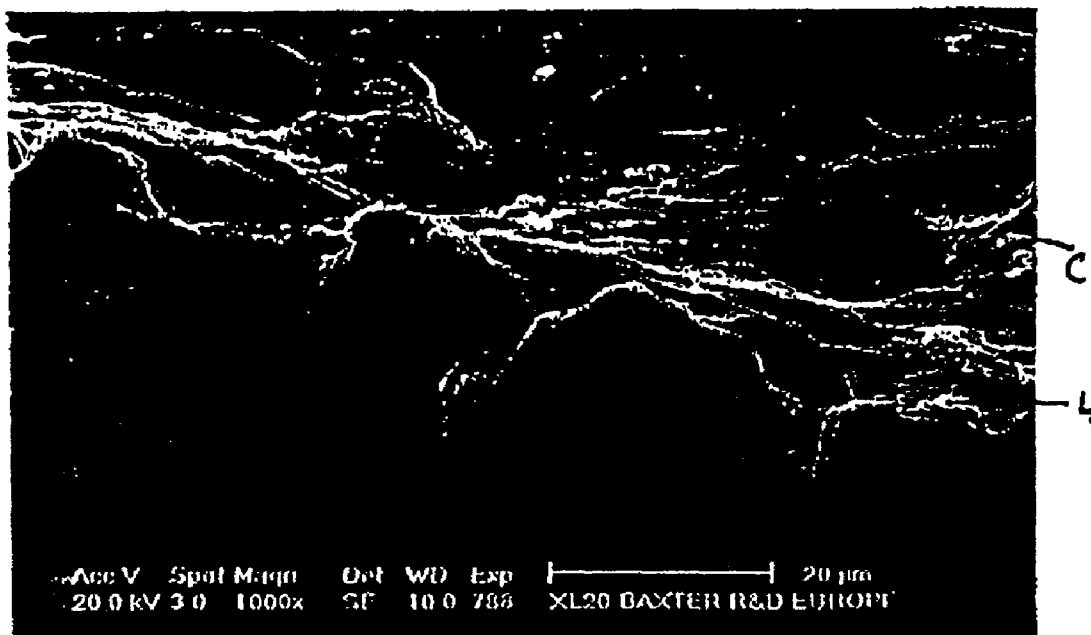 C
4
Acc V Spot Magn Det WD Exp 20 µm
20.0 kV 3.0 1000x SE 10.0 788 XL20 BAXTER R&D EUROPE